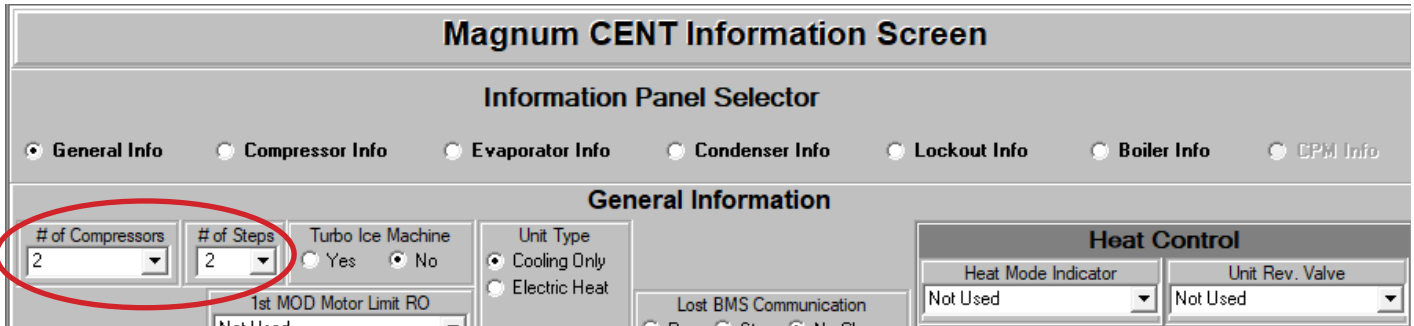 Magnum CENT Information Screen
Information Panel Selector
General Info Compressor Info Evaporator Info Condenser Info Lockout Info Boiler Info CPM Info
General Information
# of Compressors # of Steps Turbo Ice Machine Unit Type Heat Control
2 2 Yes No Cooling Only
Electric Heat Heat Mode Indicator Unit Rev. Valve
1st MOD Motor Limit RO Lost BMS Communication Not Used Not Used
Not Used